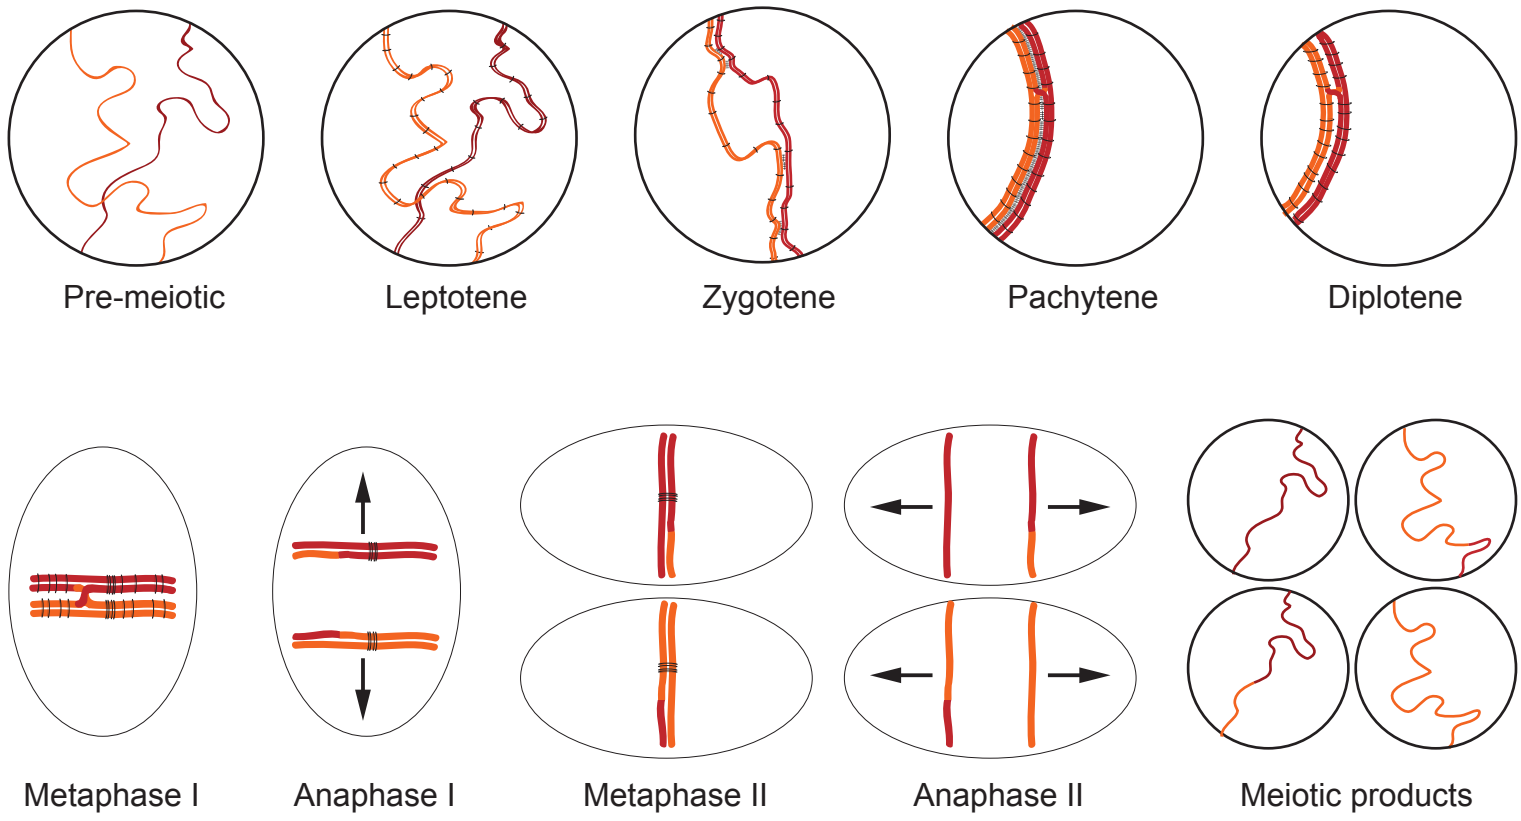 Pre-meiotic
Leptotene
Zygotene
Pachytene
Diplotene
Metaphase I
Anaphase I
Metaphase II
Anaphase II
Meiotic products